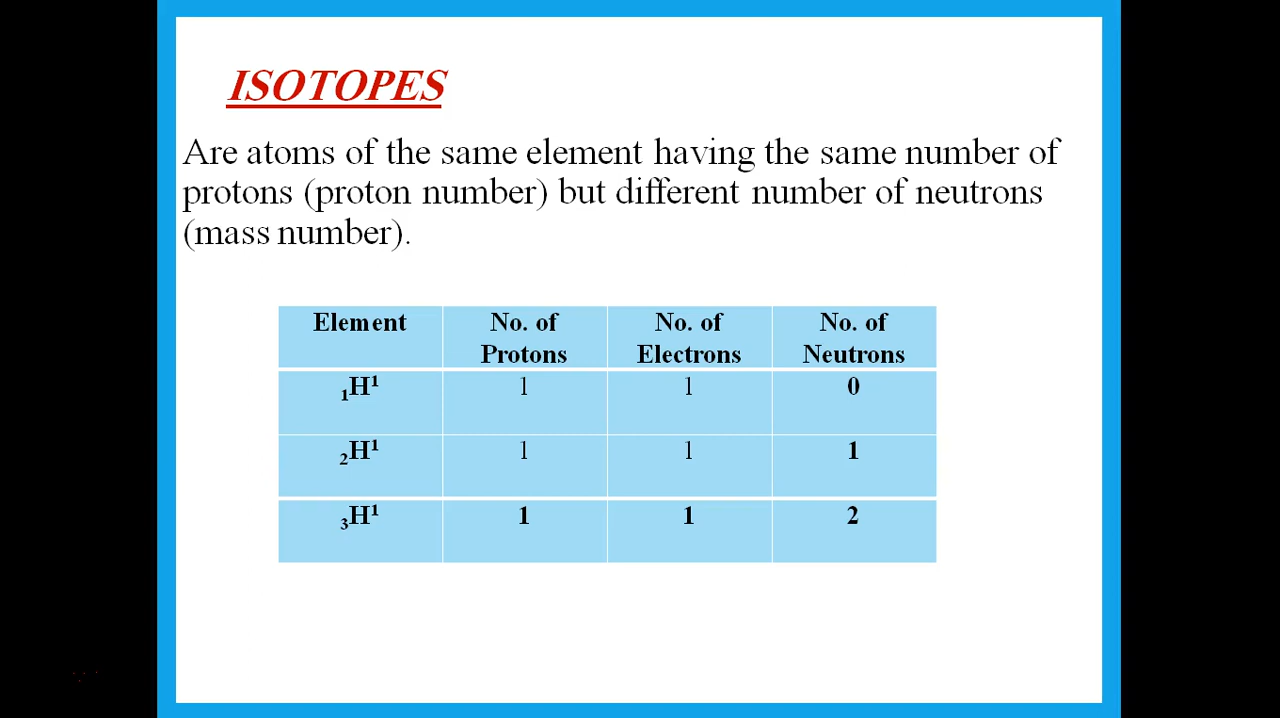 ISOTOPES
Are atoms of the same element having the same number of
protons (proton number) but different number of neutrons
(mass number).
Element No. of Protons No. of Electrons No. of Neutrons
₁H¹ 1 1 0
₂H¹ 1 1 1
₃H¹ 1 1 2